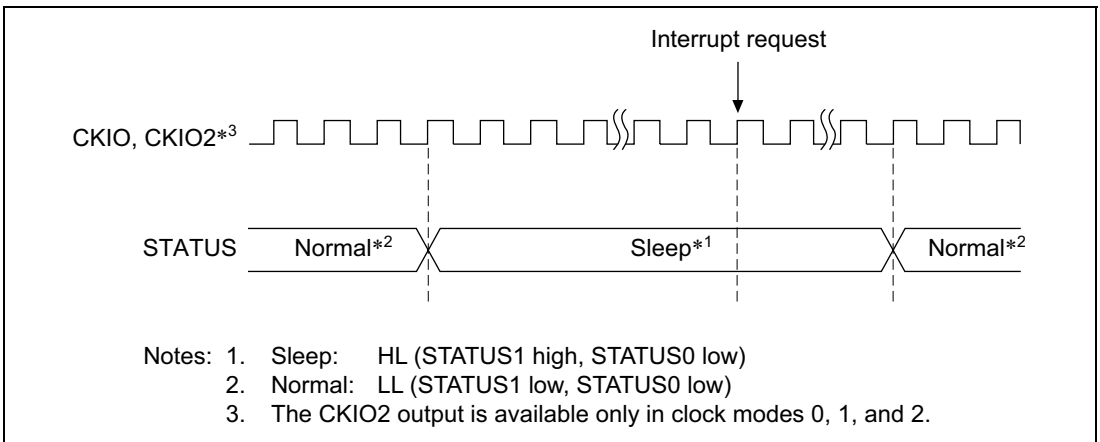 Interrupt request
CKIO, CKIO2*3
STATUS Normal*2 Sleep*1 Normal*2
Notes: 1. Sleep: HL (STATUS1 high, STATUS0 low)
2. Normal: LL (STATUS1 low, STATUS0 low)
3. The CKIO2 output is available only in clock modes 0, 1, and 2.